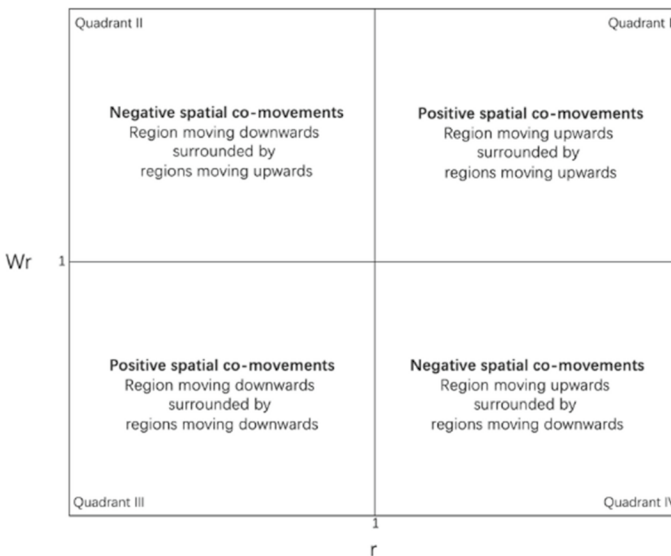 Quadrant II
Quadrant I
Negative spatial co-movements
Region moving downwards
surrounded by
regions moving upwards
Positive spatial co-movements
Region moving upwards
surrounded by
regions moving upwards
Wr
1
Positive spatial co-movements
Region moving downwards
surrounded by
regions moving downwards
Negative spatial co-movements
Region moving upwards
surrounded by
regions moving downwards
Quadrant III
Quadrant IV
1
r